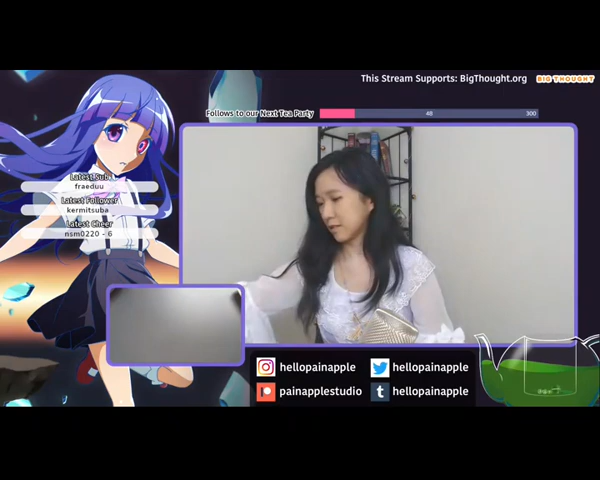 This Stream Supports: BigThought.org
BIG THOUGHT
Follows to our Next Tea Party
48
300
Latest Sub
fraeduu
Latest Follower
kermitsuba
Latest Cheer
nsm0220 - 6
hellopainapple
hellopainapple
painapplestudio
hellopainapple